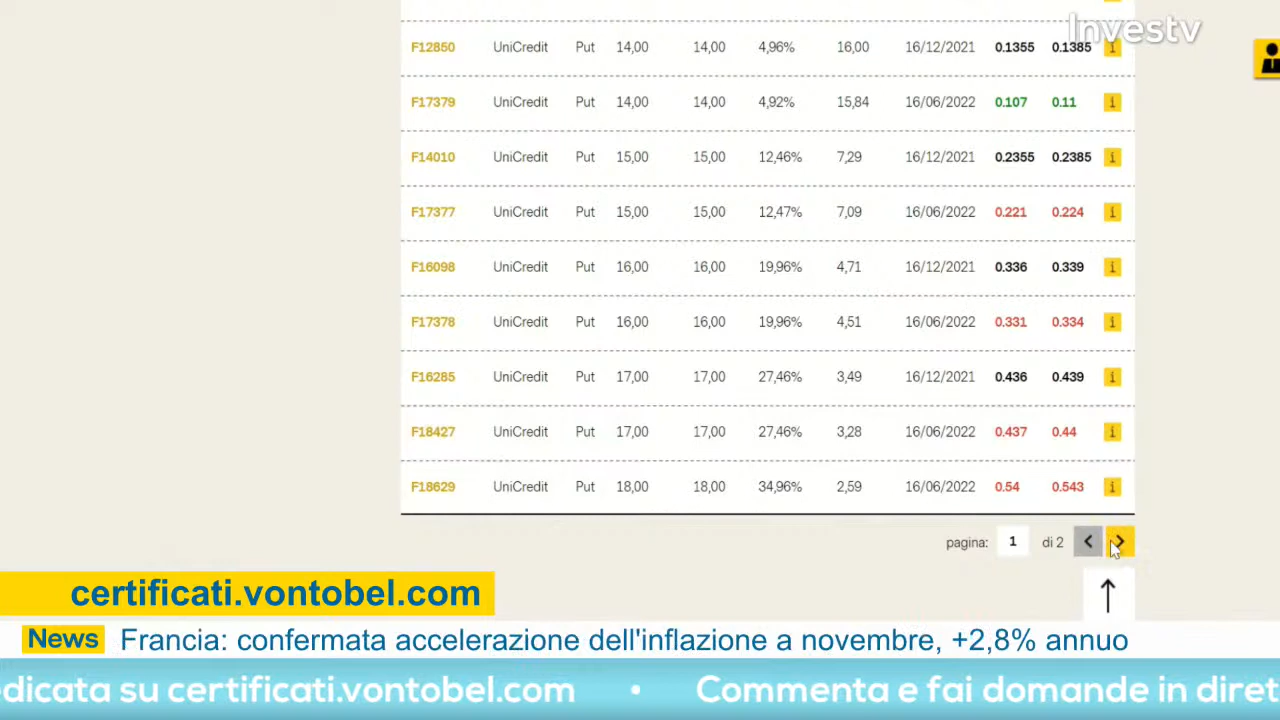 Investv
F12850 UniCredit Put 14,00 14,00 4,96% 16,00 16/12/2021 0.1355 0.1385 i
F17379 UniCredit Put 14,00 14,00 4,92% 15,84 16/06/2022 0.107 0.11 i
F14010 UniCredit Put 15,00 15,00 12,46% 7,29 16/12/2021 0.2355 0.2385 i
F17377 UniCredit Put 15,00 15,00 12,47% 7,09 16/06/2022 0.221 0.224 i
F16098 UniCredit Put 16,00 16,00 19,96% 4,71 16/12/2021 0.336 0.339 i
F17378 UniCredit Put 16,00 16,00 19,96% 4,51 16/06/2022 0.331 0.334 i
F16285 UniCredit Put 17,00 17,00 27,46% 3,49 16/12/2021 0.436 0.439 i
F18427 UniCredit Put 17,00 17,00 27,46% 3,28 16/06/2022 0.437 0.44 i
F18629 UniCredit Put 18,00 18,00 34,96% 2,59 16/06/2022 0.54 0.543 i
pagina: 1 di 2
certificati.vontobel.com
News Francia: confermata accelerazione dell'inflazione a novembre, +2,8% annuo
edicata su certificati.vontobel.com • Commenta e fai domande in diret